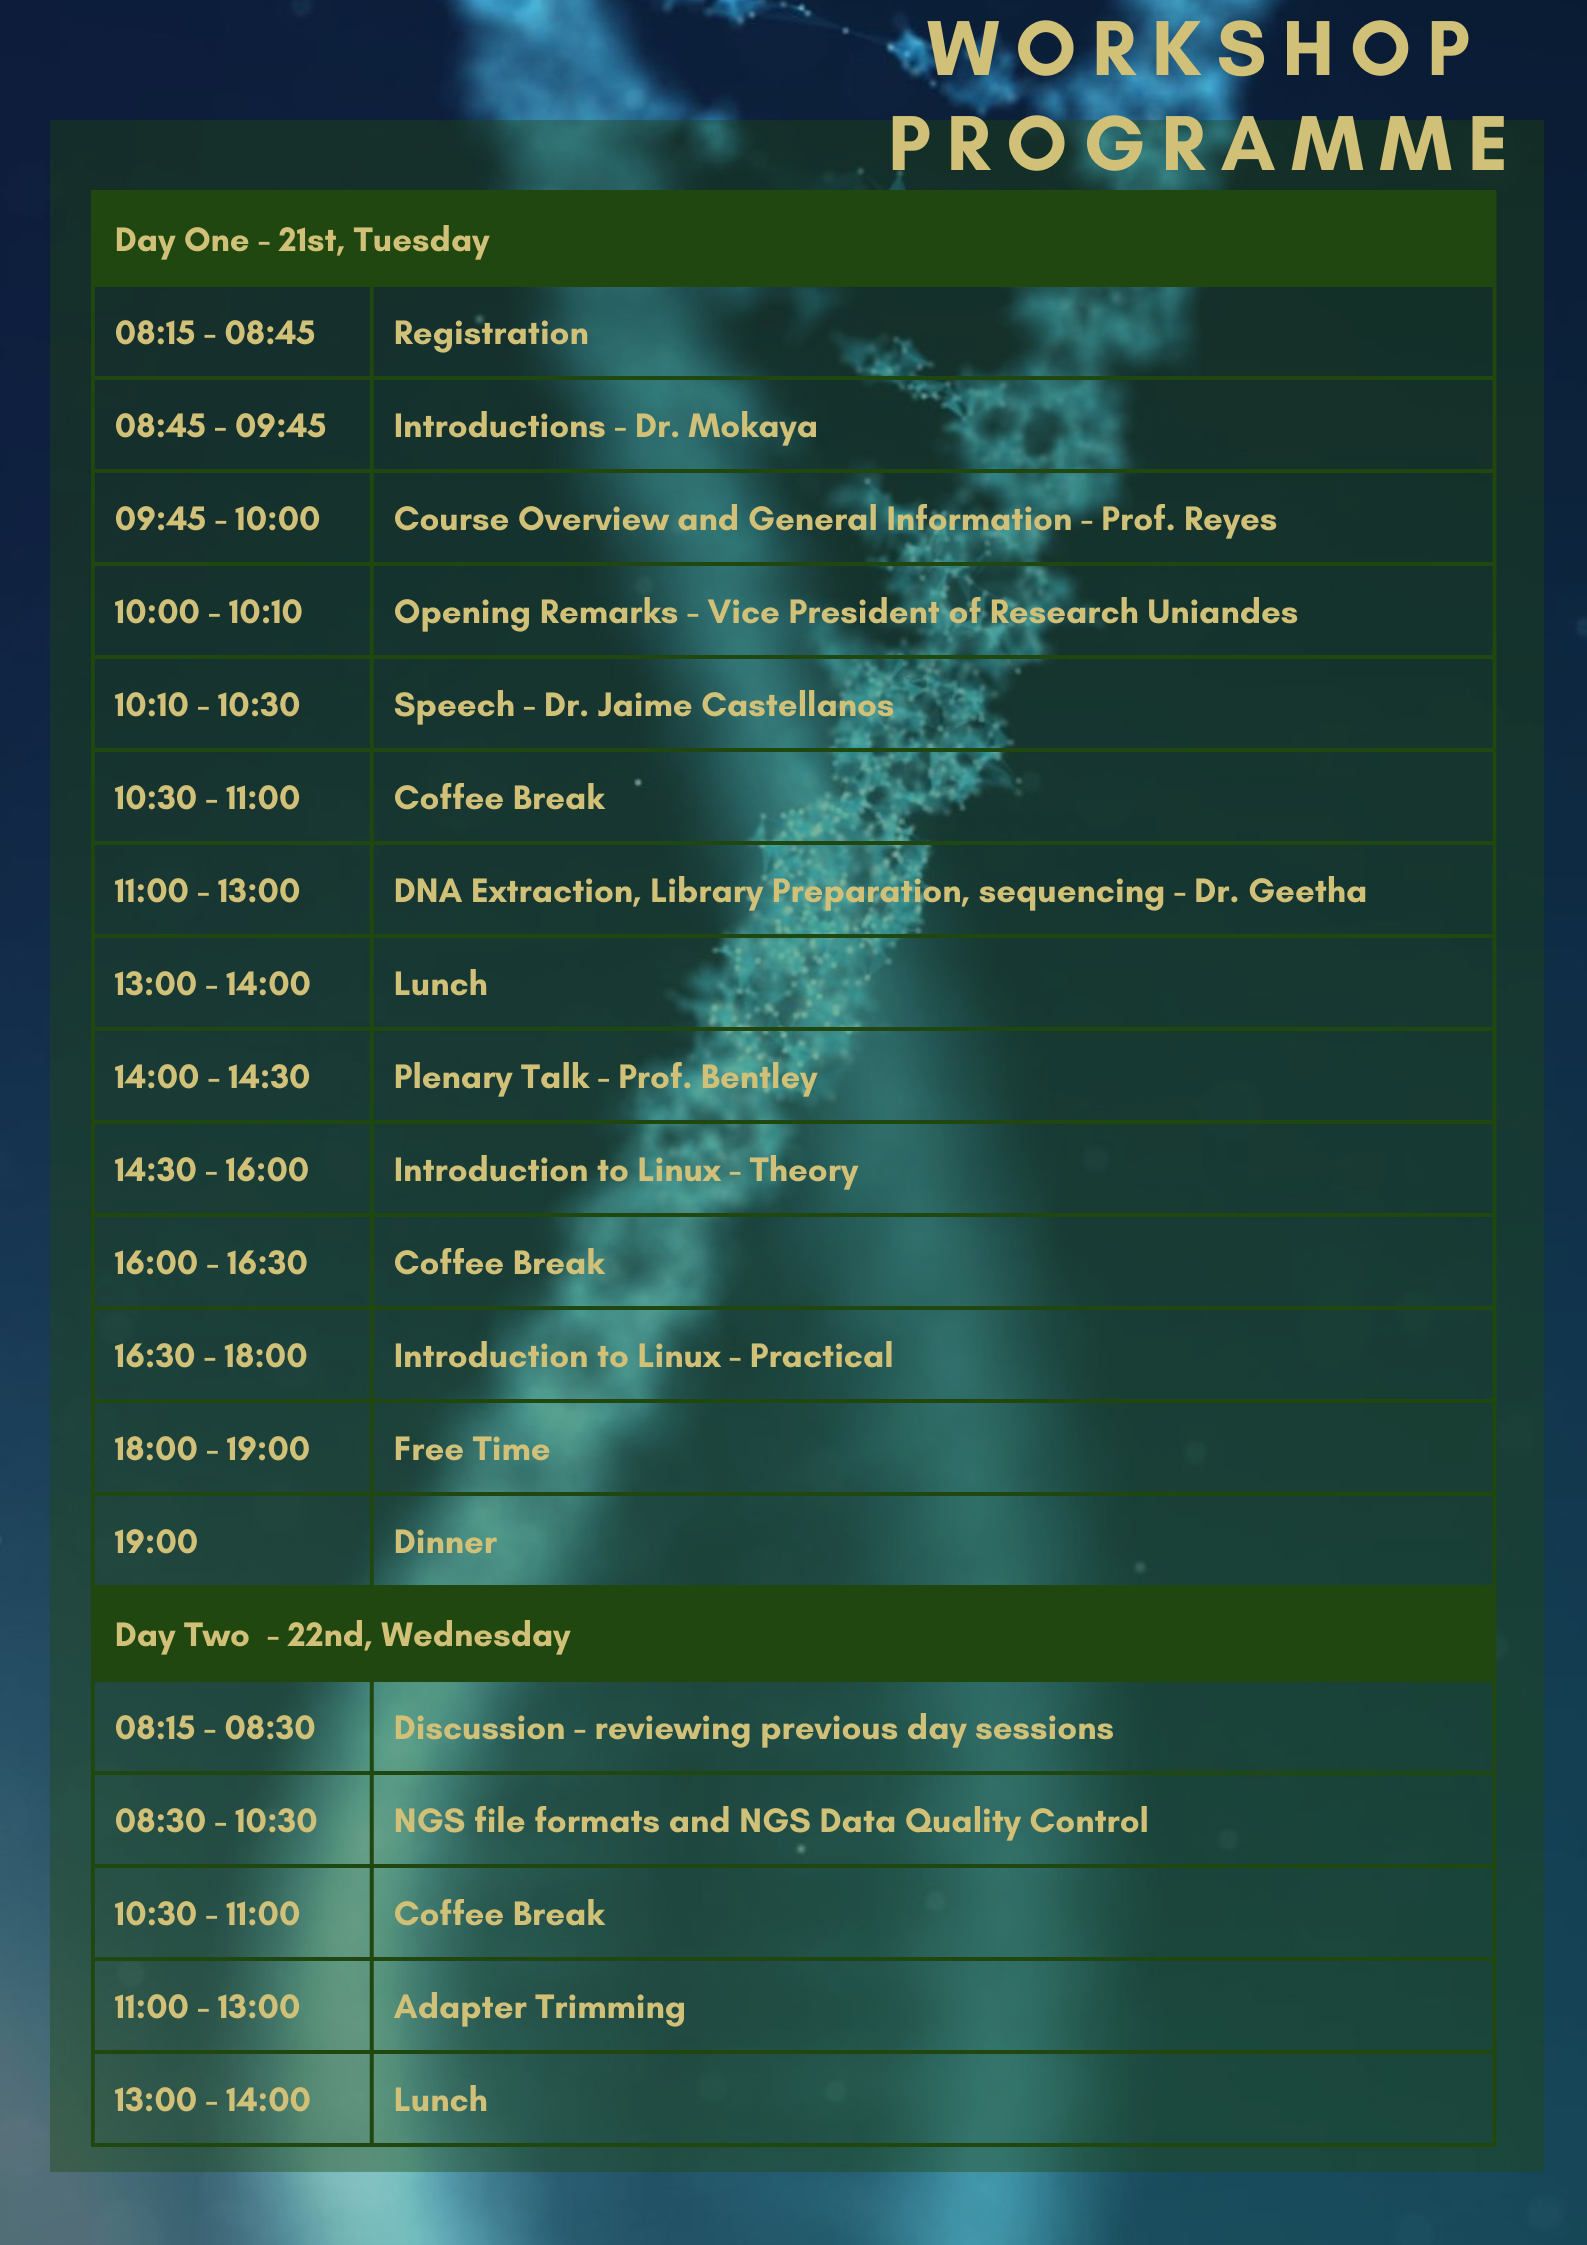 WORKSHOP
PROGRAMME
Day One - 21st, Tuesday
08:15 - 08:45 Registration
08:45 - 09:45 Introductions - Dr. Mokaya
09:45 - 10:00 Course Overview and General Information - Prof. Reyes
10:00 - 10:10 Opening Remarks - Vice President of Research Uniandes
10:10 - 10:30 Speech - Dr. Jaime Castellanos
10:30 - 11:00 Coffee Break
11:00 - 13:00 DNA Extraction, Library Preparation, sequencing - Dr. Geetha
13:00 - 14:00 Lunch
14:00 - 14:30 Plenary Talk - Prof. Bentley
14:30 - 16:00 Introduction to Linux - Theory
16:00 - 16:30 Coffee Break
16:30 - 18:00 Introduction to Linux - Practical
18:00 - 19:00 Free Time
19:00 Dinner
Day Two - 22nd, Wednesday
08:15 - 08:30 Discussion - reviewing previous day sessions
08:30 - 10:30 NGS file formats and NGS Data Quality Control
10:30 - 11:00 Coffee Break
11:00 - 13:00 Adapter Trimming
13:00 - 14:00 Lunch